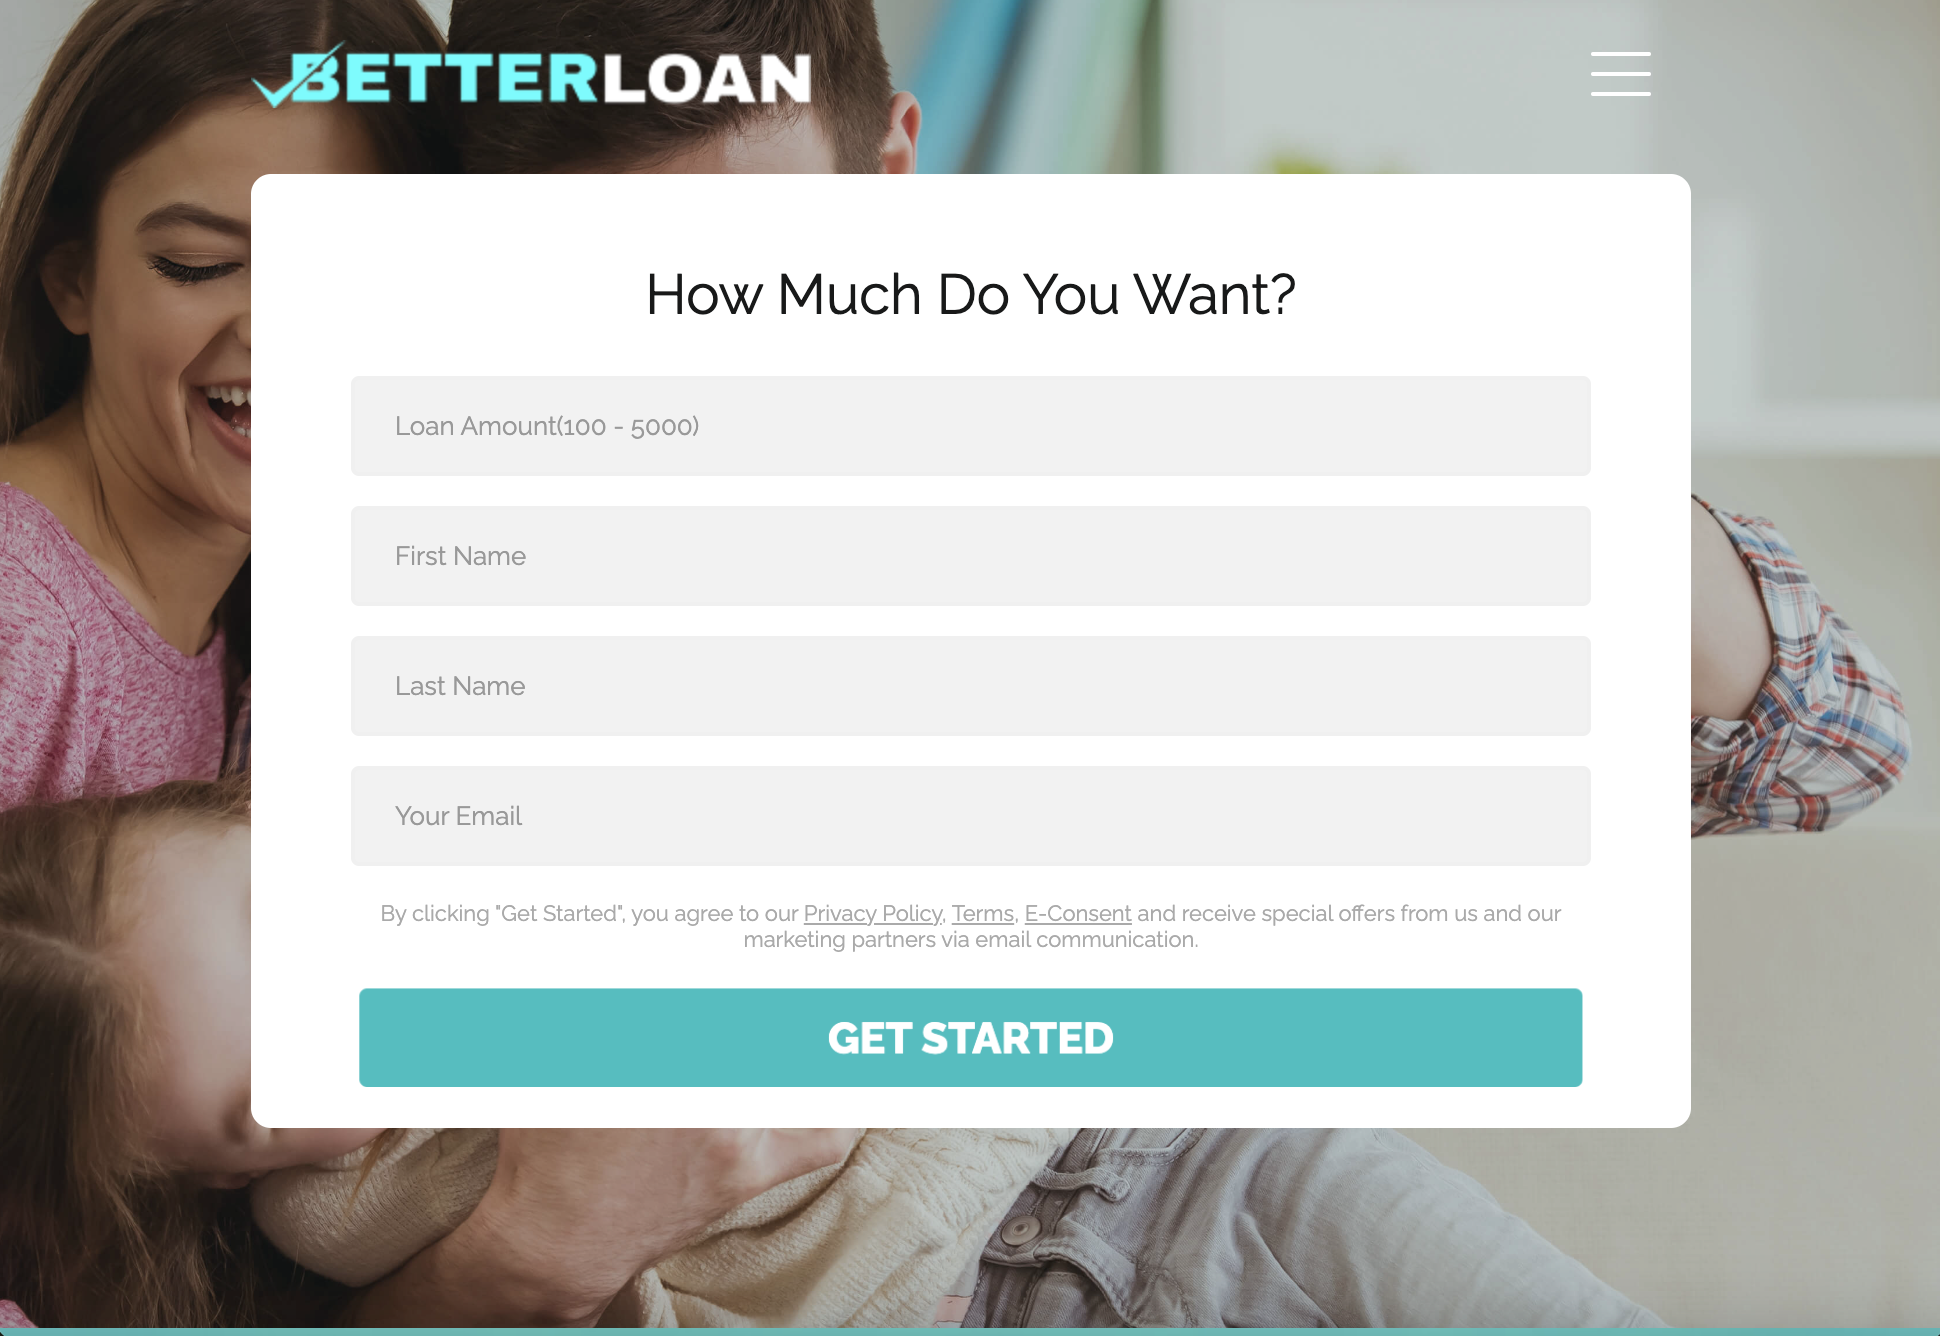 BETTERLOAN
How Much Do You Want?
Loan Amount(100 - 5000)
First Name
Last Name
Your Email
By clicking "Get Started", you agree to our Privacy Policy, Terms, E-Consent and receive special offers from us and our
marketing partners via email communication.
GET STARTED